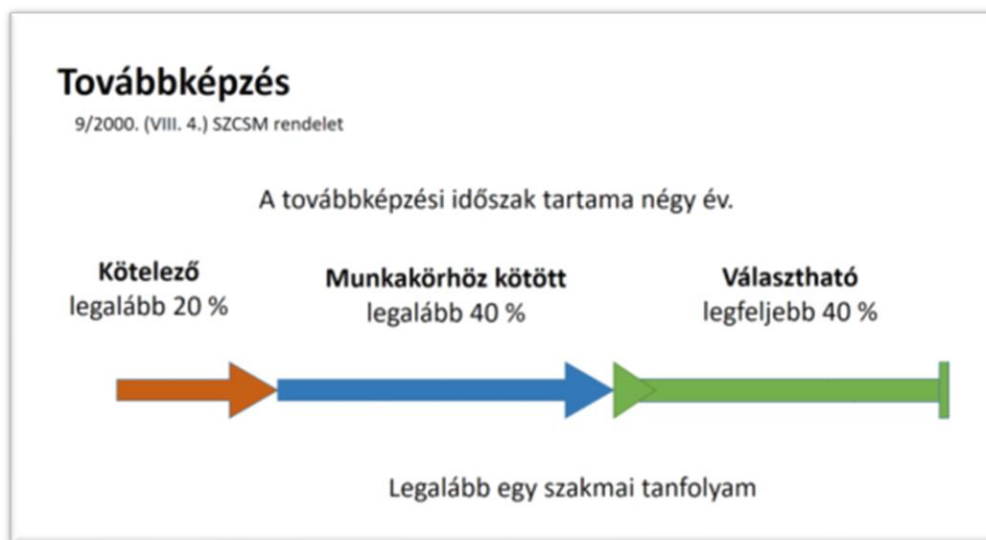 Továbbképzés
9/2000. (VIII. 4.) SZCSM rendelet
A továbbképzési időszak tartama négy év.
Kötelező
legalább 20 %
Munkakörhöz kötött
legalább 40 %
Választható
legfeljebb 40 %
Legalább egy szakmai tanfolyam